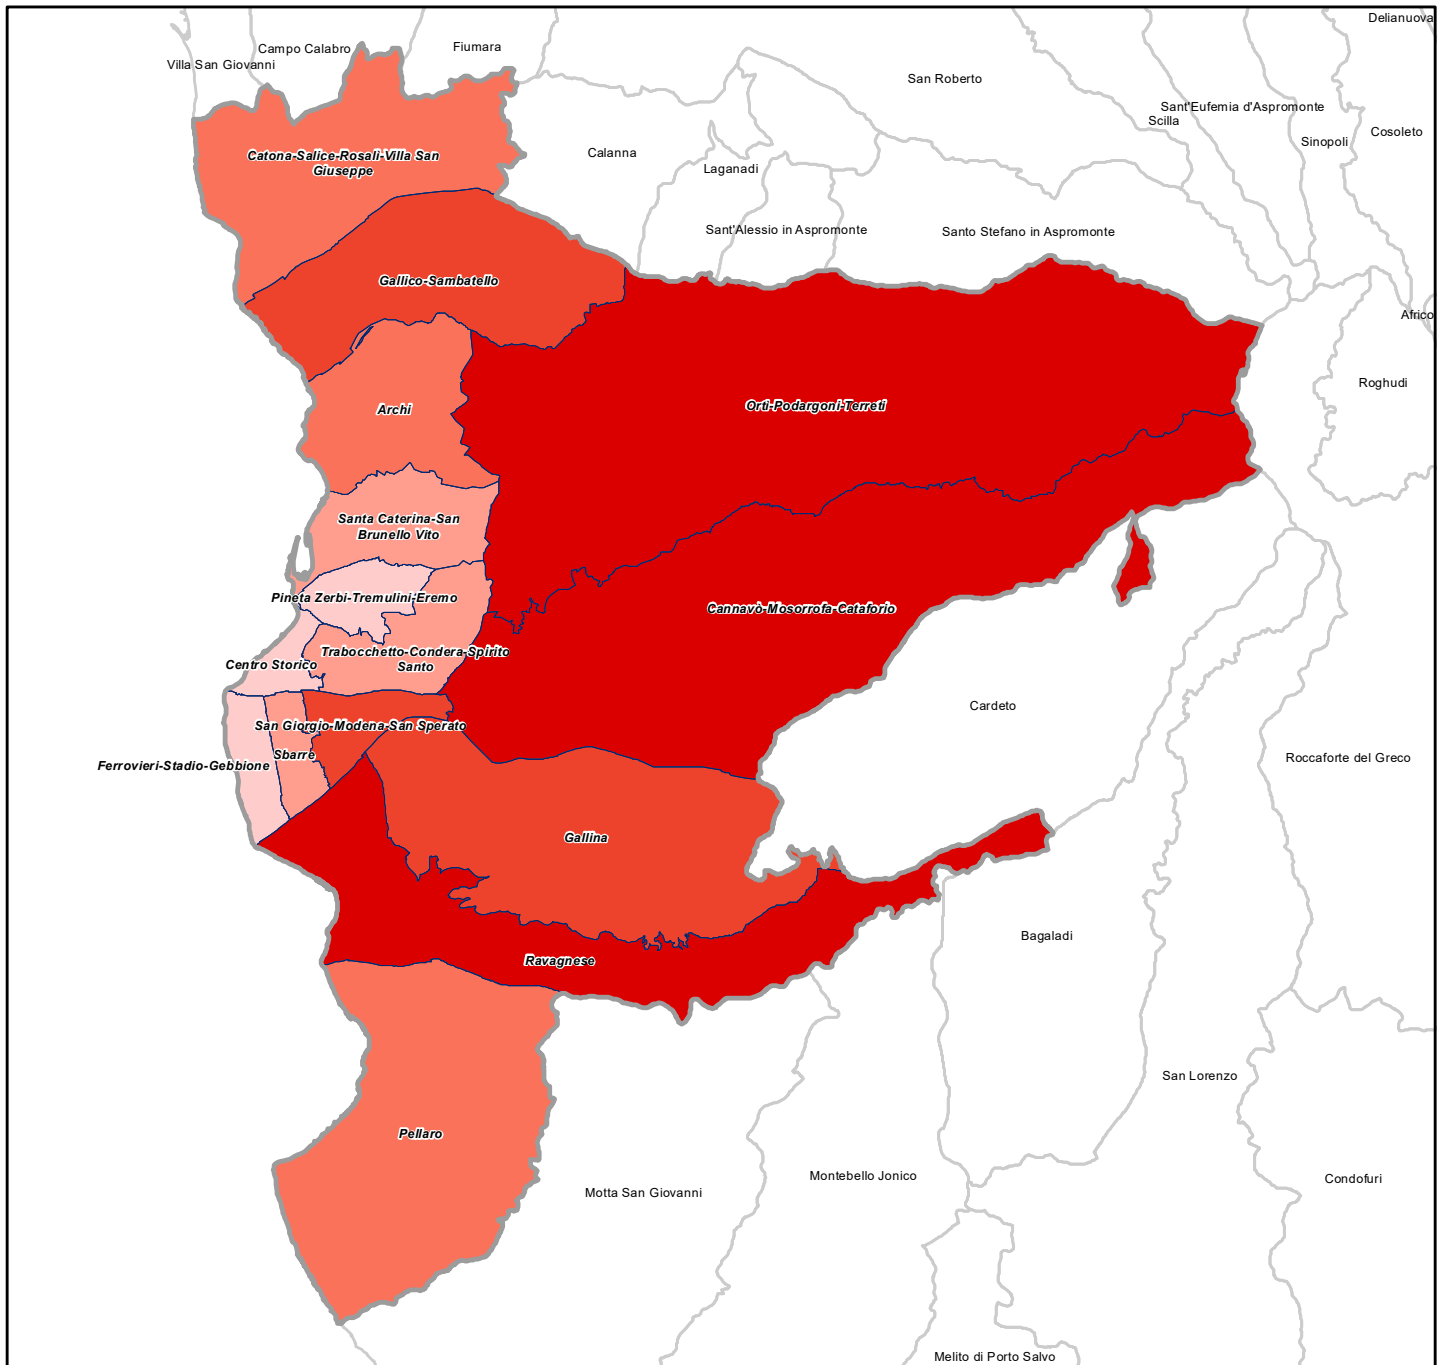 Delianuova
Campo Calabro
Fiumara
Villa San Giovanni
San Roberto
Sant'Eufemia d'Aspromonte
Scilla
Cosoleto
Sinopoli
Calanna
Catona-Salice-Rosali-Villa San
Giuseppe
Laganadi
Sant'Alessio in Aspromonte
Santo Stefano in Aspromonte
Gallico-Sambatello
Africo
Roghudi
Archi
Orti-Podargoni-Terreti
Santa Caterina-San
Brunello Vito
Pineta Zerbi-Tremulini-Eremo
Cannavò-Mosorrofa-Cataforio
Trabocchetto-Condera-Spirito
Santo
Centro Storico
Cardeto
San Giorgio-Modena-San Sperato
Sbarre
Ferrovieri-Stadio-Gebbione
Roccaforte del Greco
Gallina
Bagaladi
Ravagnese
San Lorenzo
Pellaro
Montebello Jonico
Condofuri
Motta San Giovanni
Melito di Porto Salvo